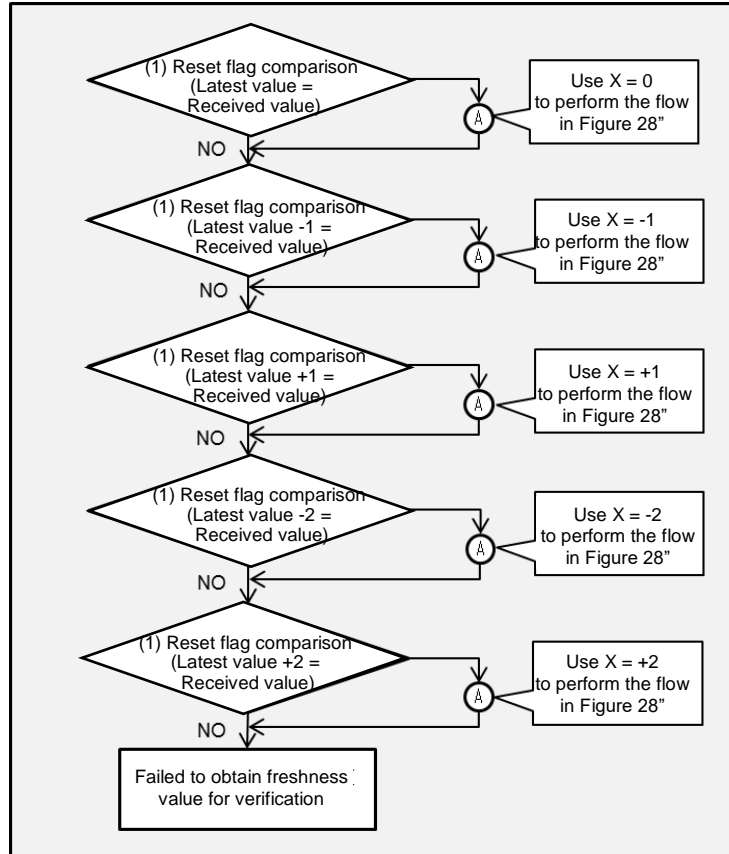 (1) Reset flag comparison
(Latest value =
Received value)
A
Use X = 0
to perform the flow
in Figure 28”
NO
(1) Reset flag comparison
(Latest value -1 =
Received value)
A
Use X = -1
to perform the flow
in Figure 28”
NO
(1) Reset flag comparison
(Latest value +1 =
Received value)
A
Use X = +1
to perform the flow
in Figure 28”
NO
(1) Reset flag comparison
(Latest value -2 =
Received value)
A
Use X = -2
to perform the flow
in Figure 28”
NO
(1) Reset flag comparison
(Latest value +2 =
Received value)
A
Use X = +2
to perform the flow
in Figure 28”
NO
Failed to obtain freshness
value for verification